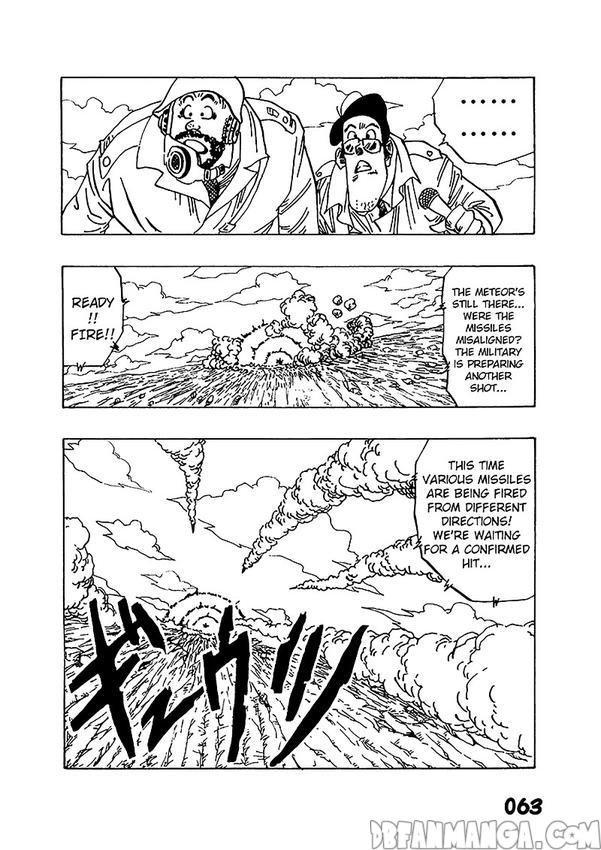 ......
......
THE METEOR'S
STILL THERE...
WERE THE
MISSILES
MISALIGNED?
THE MILITARY
IS PREPARING
ANOTHER
SHOT...
READY
!!
FIRE!!
THIS TIME
VARIOUS MISSILES
ARE BEING FIRED
FROM DIFFERENT
DIRECTIONS!
WE'RE WAITING
FOR A CONFIRMED
HIT...
ギュウッ
063
DBFANMANGA.COM